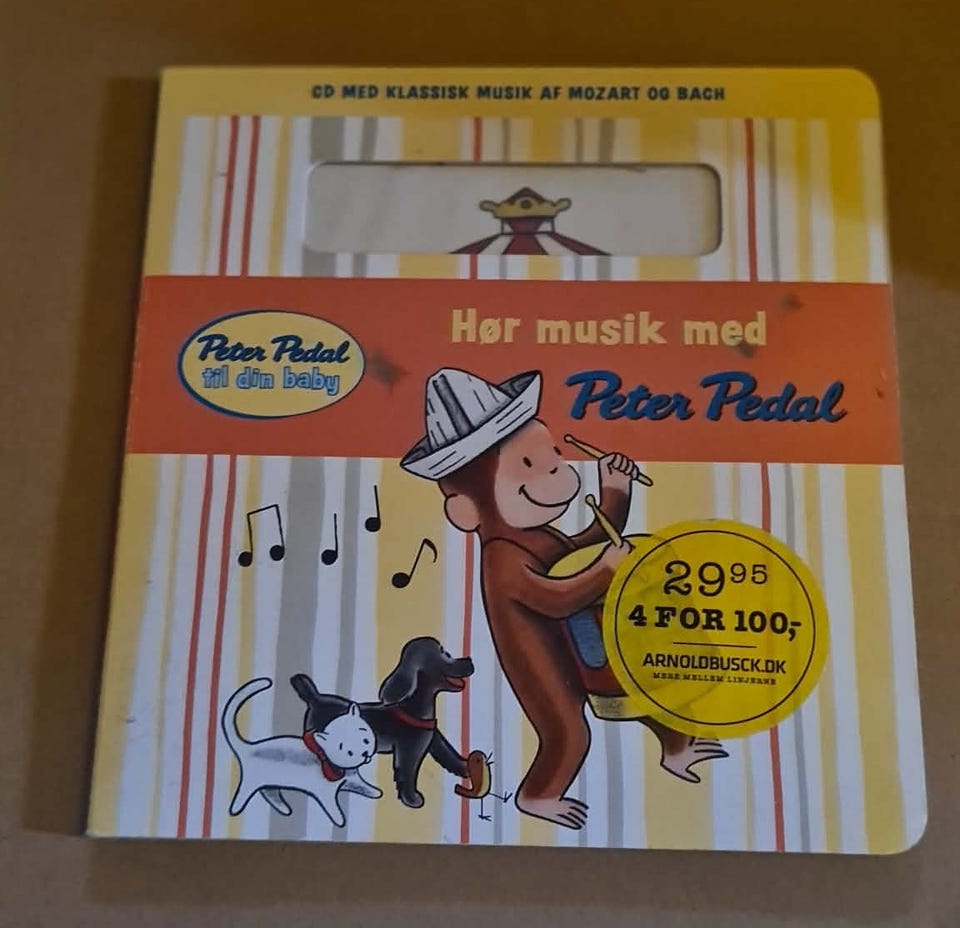 CD MED KLASSISK MUSIK AF MOZART OG BACH
Hør musik med
Peter Pedal
Peter Pedal
til din baby
29 95
4 FOR 100,-
ARNOLDBUSCK.DK
MERE MELLEM LINJERNE